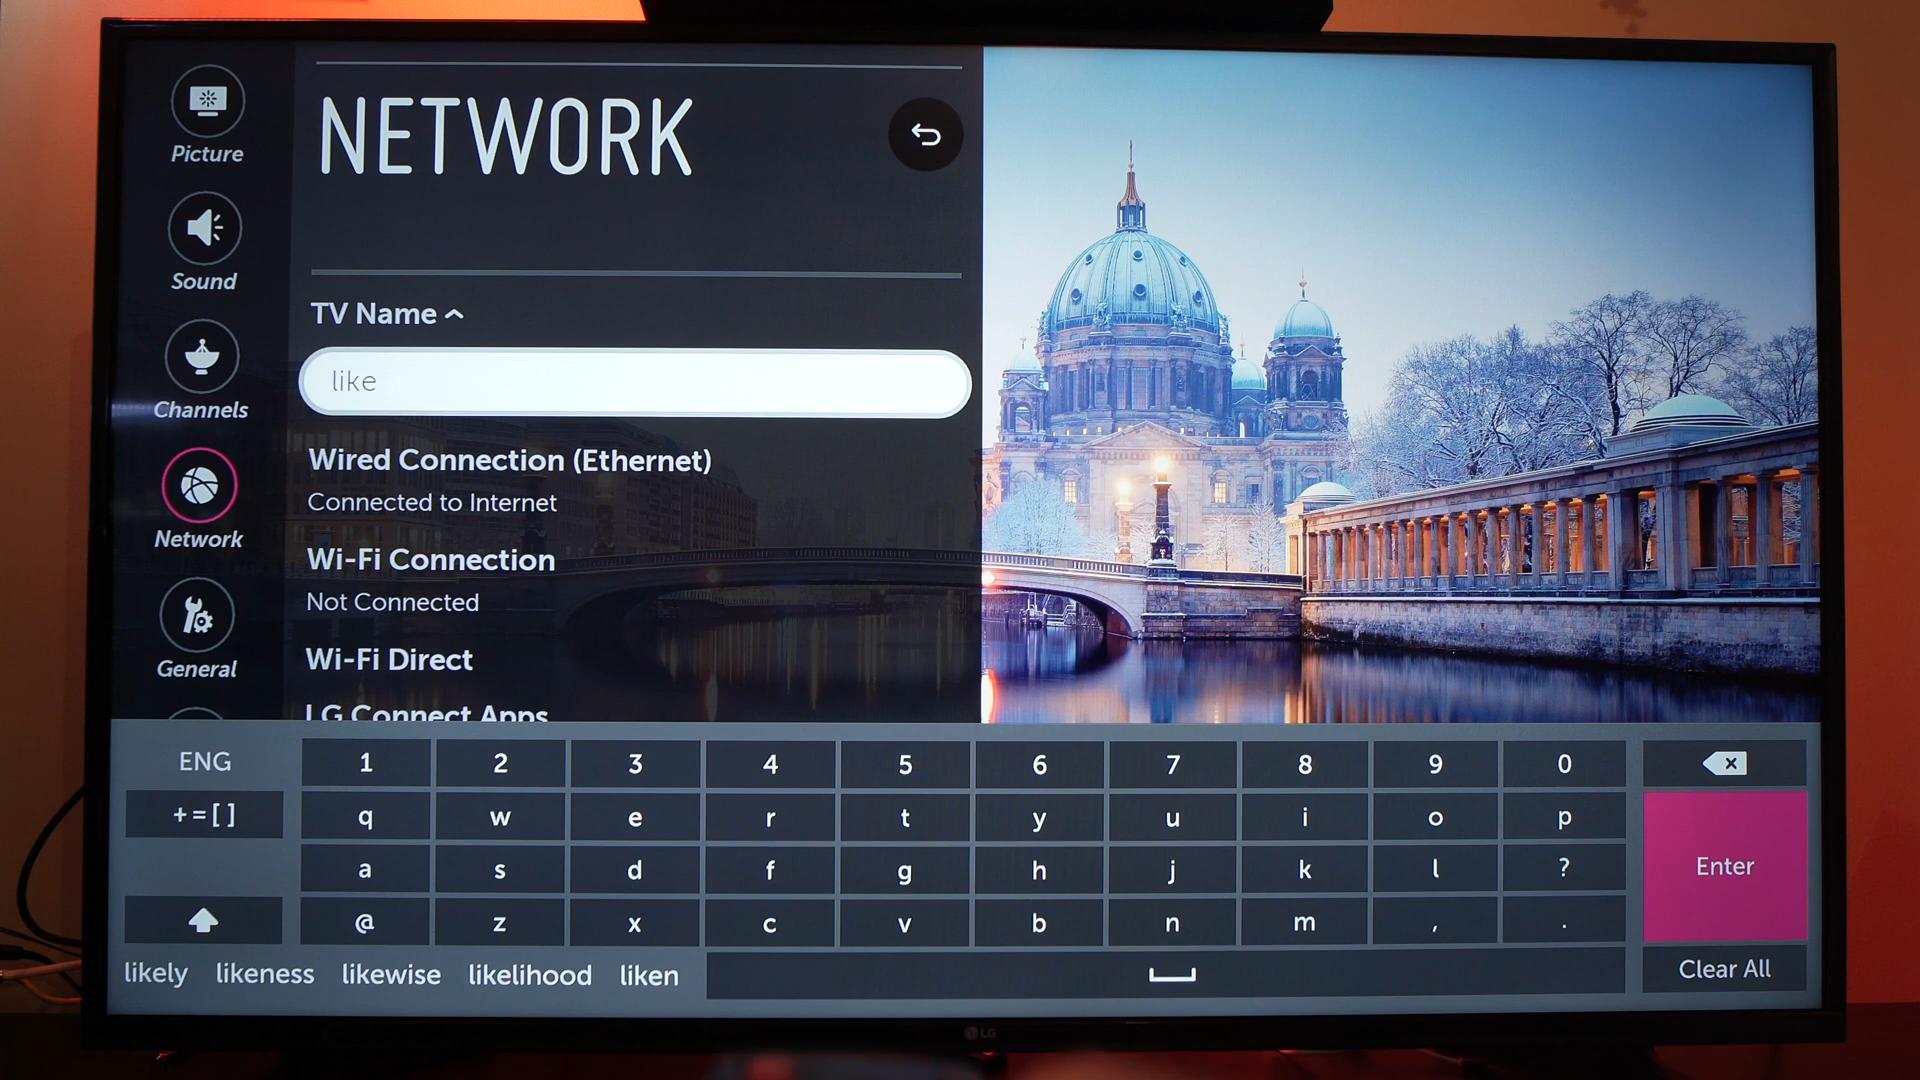 Picture
Sound
Channels
Network
General
NETWORK
TV Name
like
Wired Connection (Ethernet)
Connected to Internet
Wi-Fi Connection
Not Connected
Wi-Fi Direct
LG Connect Apps
ENG 1 2 3 4 5 6 7 8 9 0
+=[] q w e r t y u i o p
a s d f g h j k l ?
Enter
@ z x c v b n m , .
likely likeness likewise likelihood liken
Clear All
LG